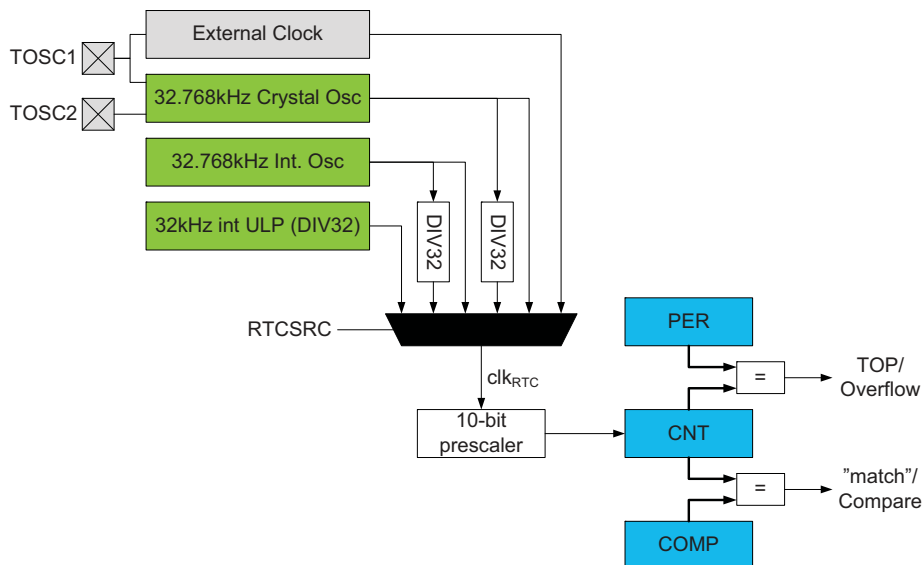 External Clock
TOSC1
32.768kHz Crystal Osc
TOSC2
32.768kHz Int. Osc
32kHz int ULP (DIV32)
DIV32
DIV32
RTCSRC
PER
clkRTC
=
TOP/
Overflow
10-bit
prescaler
CNT
=
"match"/
Compare
COMP